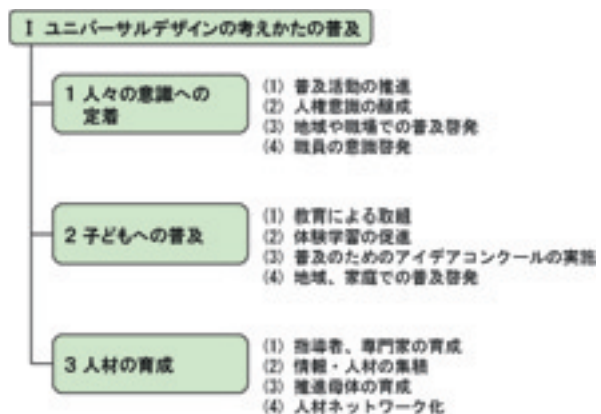 I ユニバーサルデザインの考えかたの普及
1 人々の意識への
定着
(1) 普及活動の推進
(2) 人権意識の醸成
(3) 地域や職場での普及啓発
(4) 職員の意識啓発
2 子どもへの普及
(1) 教育による取組
(2) 体験学習の促進
(3) 普及のためのアイデアコンクールの実施
(4) 地域、家庭での普及啓発
3 人材の育成
(1) 指導者、専門家の育成
(2) 情報・人材の集積
(3) 推進母体の育成
(4) 人材ネットワーク化